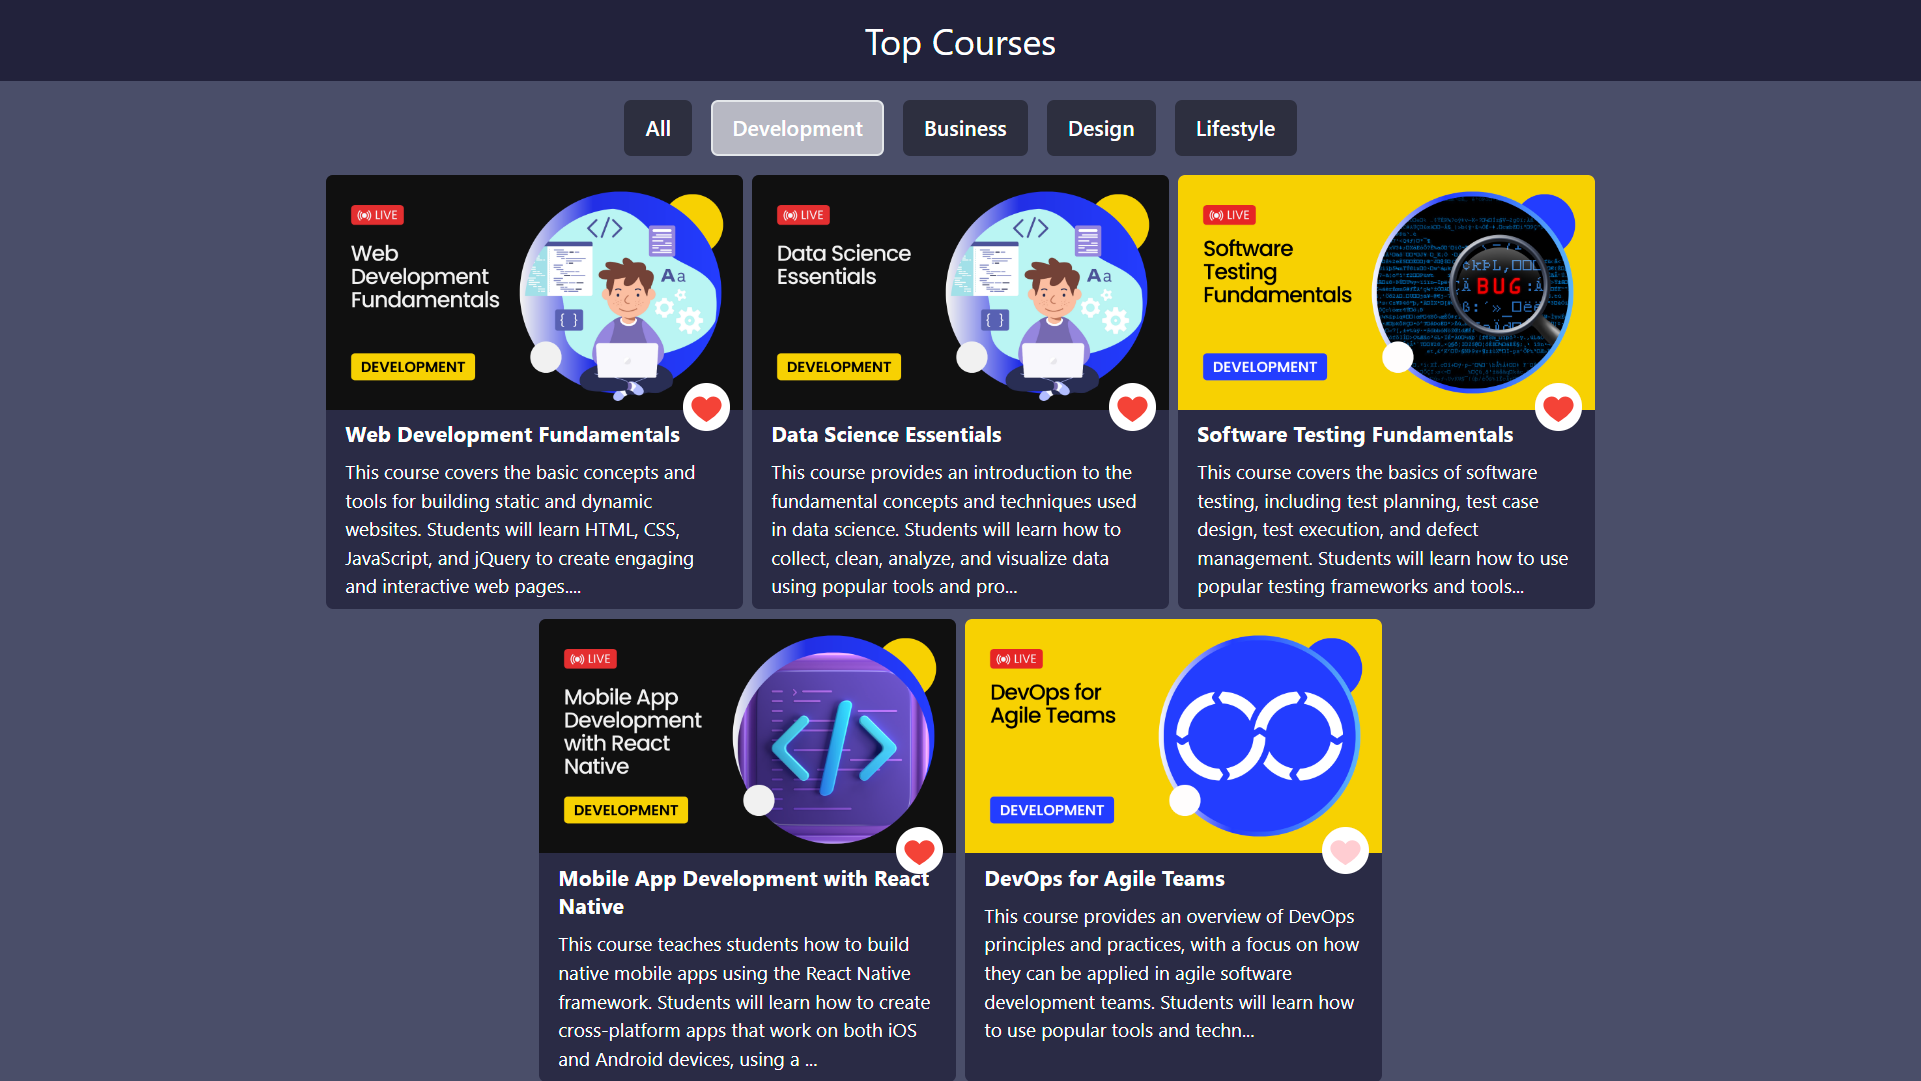 Top Courses
All
Development
Business
Design
Lifestyle
LIVE
Web
Development
Fundamentals
Aa
{ }
</>
DEVELOPMENT
Web Development Fundamentals
This course covers the basic concepts and
tools for building static and dynamic
websites. Students will learn HTML, CSS,
JavaScript, and jQuery to create engaging
and interactive web pages....
LIVE
Data Science
Essentials
</>
Aa
{ }
DEVELOPMENT
Data Science Essentials
This course provides an introduction to the
fundamental concepts and techniques used
in data science. Students will learn how to
collect, clean, analyze, and visualize data
using popular tools and pro...
LIVE
Software
Testing
Fundamentals
BUG
DEVELOPMENT
Software Testing Fundamentals
This course covers the basics of software
testing, including test planning, test case
design, test execution, and defect
management. Students will learn how to use
popular testing frameworks and tools...
LIVE
Mobile App
Development
with React
Native
</>
DEVELOPMENT
Mobile App Development with React
Native
This course teaches students how to build
native mobile apps using the React Native
framework. Students will learn how to create
cross-platform apps that work on both iOS
and Android devices, using a ...
LIVE
DevOps for
Agile Teams
DEVELOPMENT
DevOps for Agile Teams
This course provides an overview of DevOps
principles and practices, with a focus on how
they can be applied in agile software
development teams. Students will learn how
to use popular tools and techn...